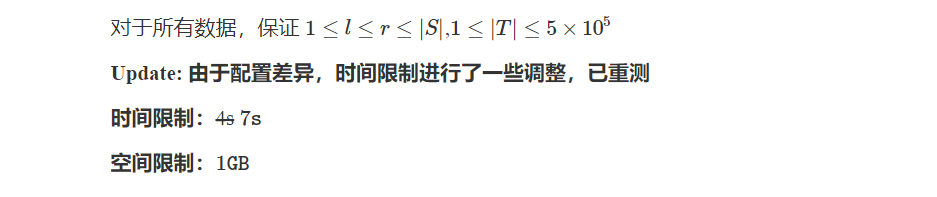 对于所有数据，保证 1 ≤ l ≤ r ≤ |S|,1 ≤ |T| ≤ 5 × 10⁵
Update: 由于配置差异，时间限制进行了一些调整，已重测
时间限制：4s 7s
空间限制：1GB